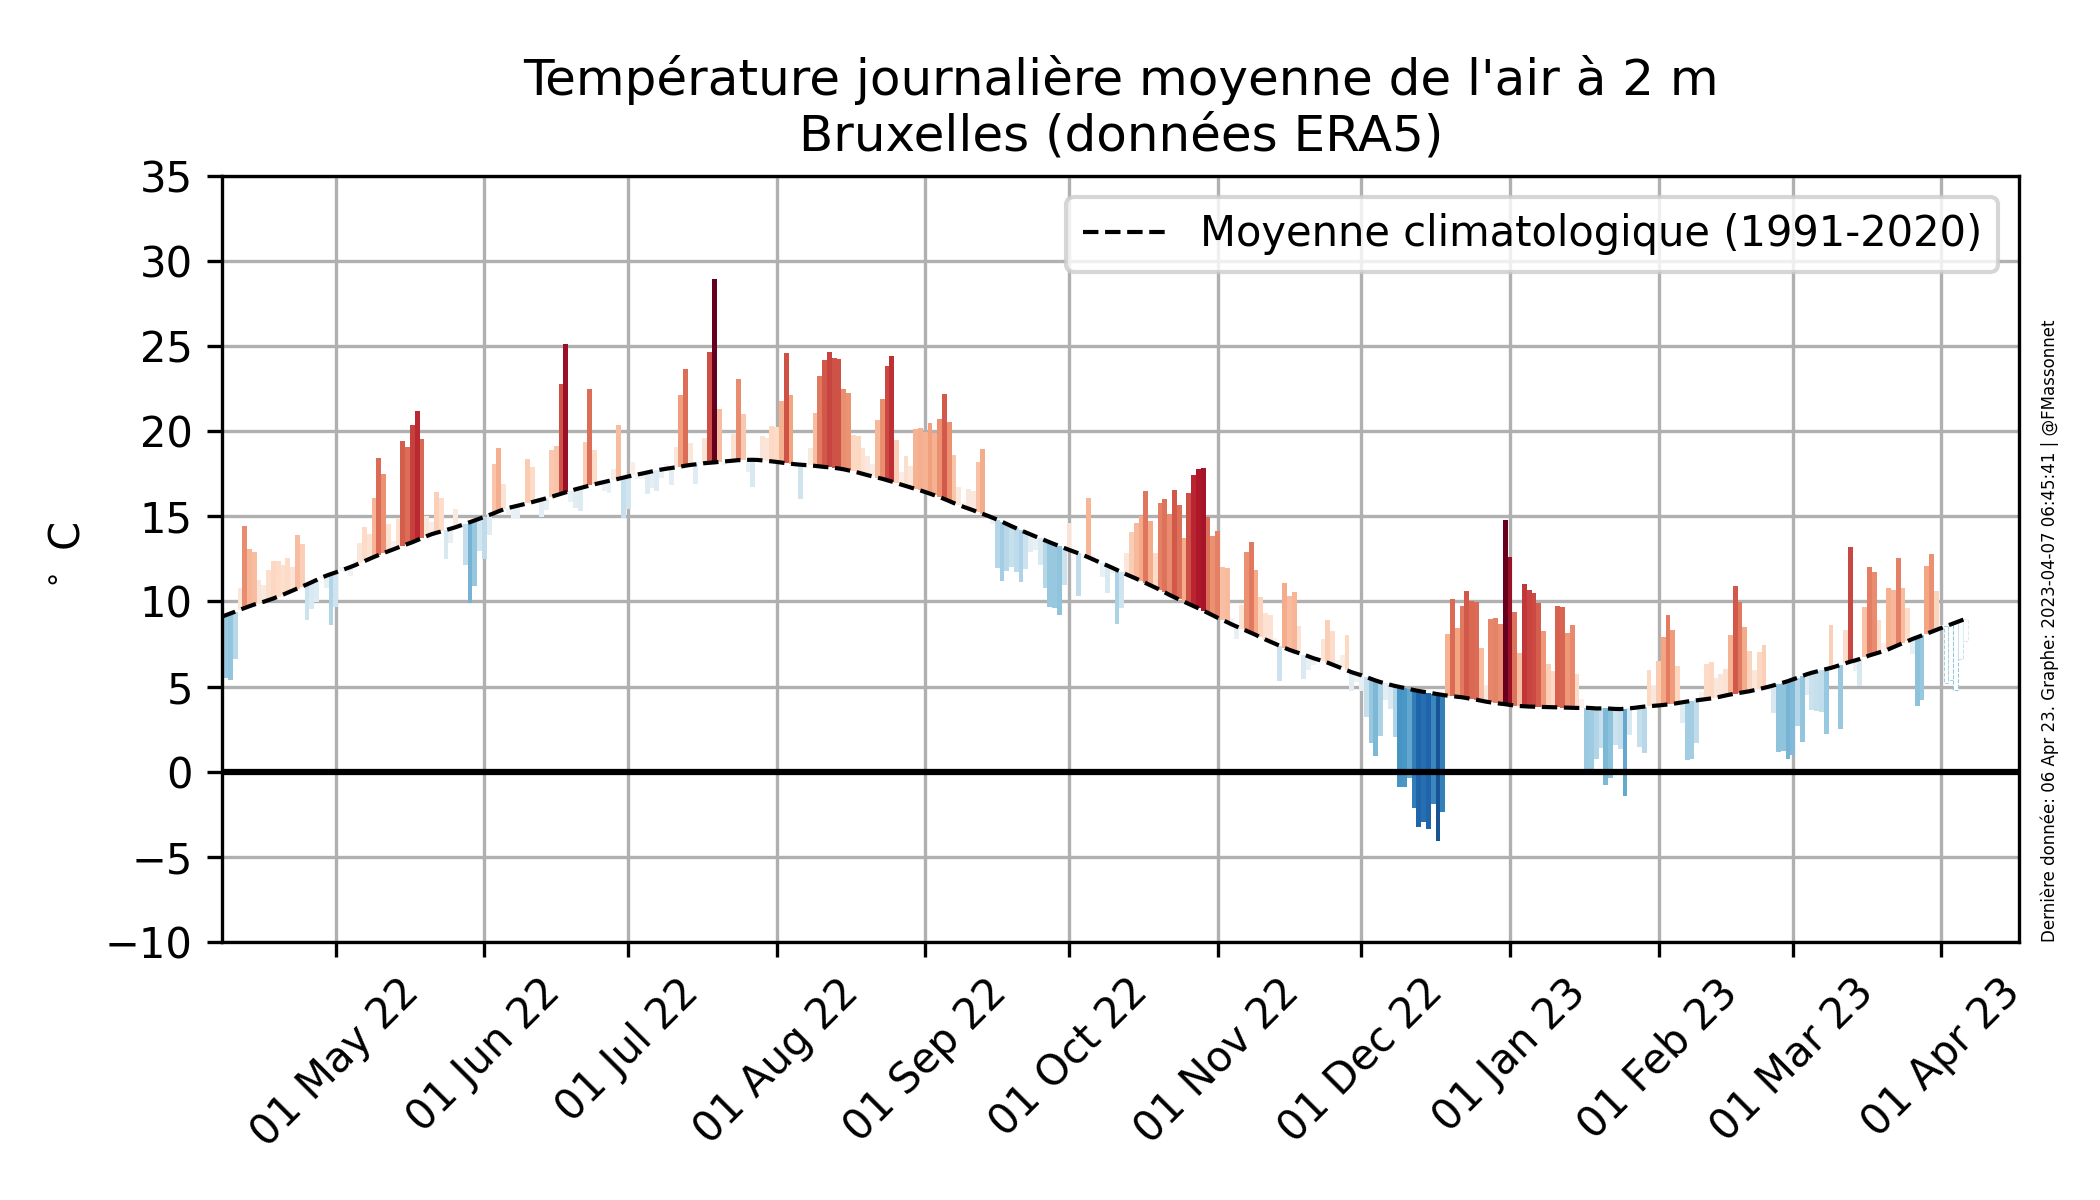 Température journalière moyenne de l'air à 2 m
Bruxelles (données ERA5)
35
30
25
20
15
10
5
0
−5
−10
° C
Moyenne climatologique (1991-2020)
01 May 22
01 Jun 22
01 Jul 22
01 Aug 22
01 Sep 22
01 Oct 22
01 Nov 22
01 Dec 22
01 Jan 23
01 Feb 23
01 Mar 23
01 Apr 23
Dernière donnée: 06 Apr 23. Graphe: 2023-04-07 06:45:41 | @FMassonnet